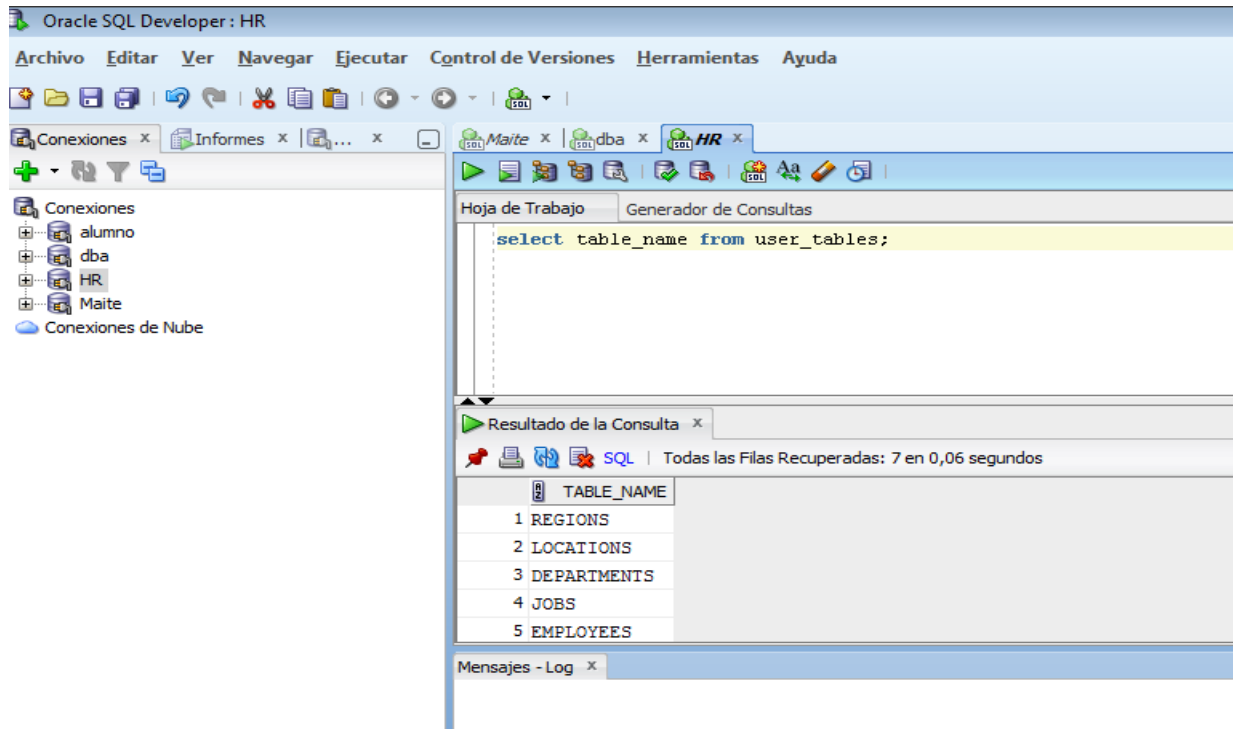 Oracle SQL Developer : HR
Archivo Editar Ver Navegar Ejecutar Control de Versiones Herramientas Ayuda
Conexiones x Informes x ... x
Maite x dba x HR x
Hoja de Trabajo Generador de Consultas
select table_name from user_tables;
Conexiones
alumno
dba
HR
Maite
Conexiones de Nube
Resultado de la Consulta x
SQL | Todas las Filas Recuperadas: 7 en 0,06 segundos
TABLE_NAME
1 REGIONS
2 LOCATIONS
3 DEPARTMENTS
4 JOBS
5 EMPLOYEES
Mensajes - Log x